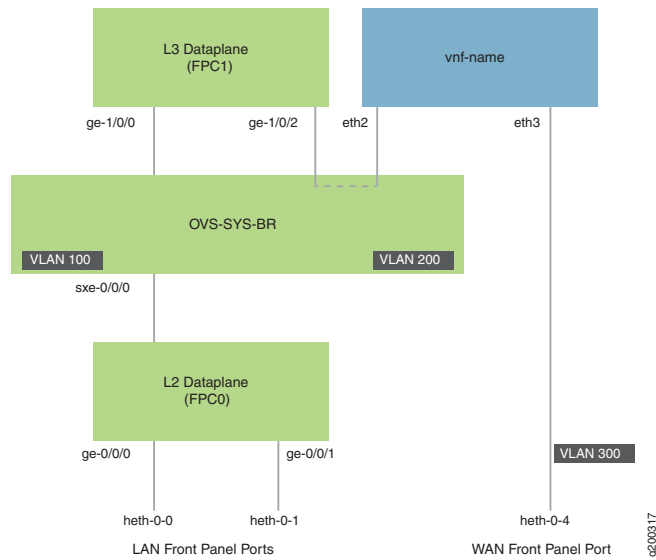 L3 Dataplane
(FPC1)
vnf-name
ge-1/0/0
ge-1/0/2
eth2
eth3
OVS-SYS-BR
VLAN 100
VLAN 200
sxe-0/0/0
L2 Dataplane
(FPC0)
ge-0/0/0
ge-0/0/1
VLAN 300
heth-0-0
heth-0-1
heth-0-4
LAN Front Panel Ports
WAN Front Panel Port
g200317